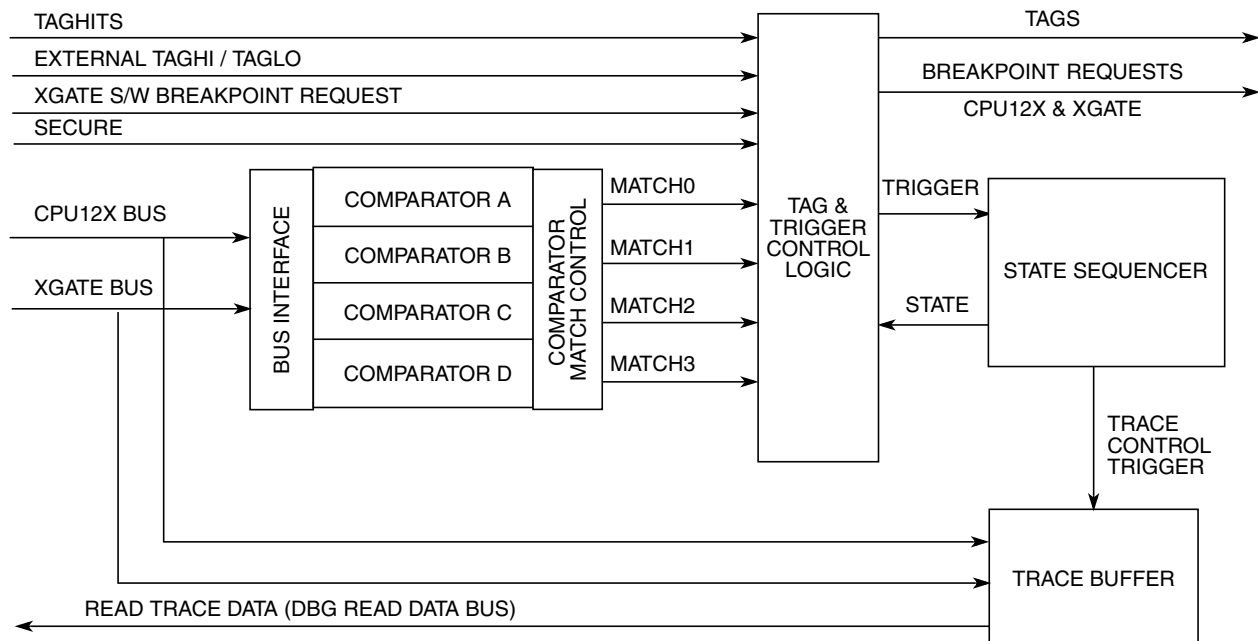 TAGHITS
EXTERNAL TAGHI / TAGLO
XGATE S/W BREAKPOINT REQUEST
SECURE
TAGS
BREAKPOINT REQUESTS
CPU12X & XGATE
CPU12X BUS
XGATE BUS
BUS INTERFACE
COMPARATOR A
COMPARATOR B
COMPARATOR C
COMPARATOR D
COMPARATOR
MATCH CONTROL
MATCH0
MATCH1
MATCH2
MATCH3
TAG &
TRIGGER
CONTROL
LOGIC
TRIGGER
STATE
STATE SEQUENCER
TRACE
CONTROL
TRIGGER
TRACE BUFFER
READ TRACE DATA (DBG READ DATA BUS)